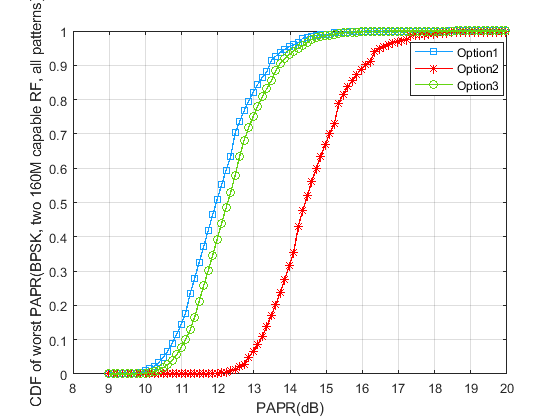 CDF of worst PAPR(BPSK, two 160M capable RF, all patterns)
1
0.9
0.8
0.7
0.6
0.5
0.4
0.3
0.2
0.1
0
8 9 10 11 12 13 14 15 16 17 18 19 20
PAPR(dB)
Option1
Option2
Option3